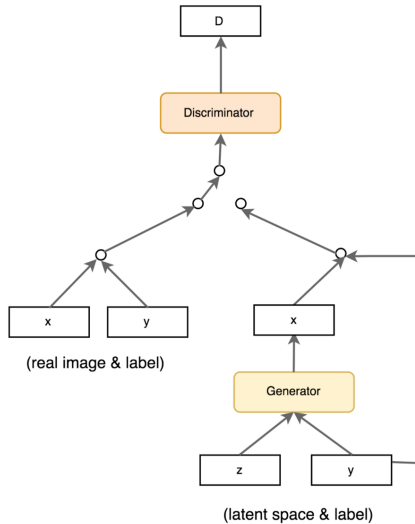 D
Discriminator
x
y
x
(real image & label)
Generator
z
y
(latent space & label)